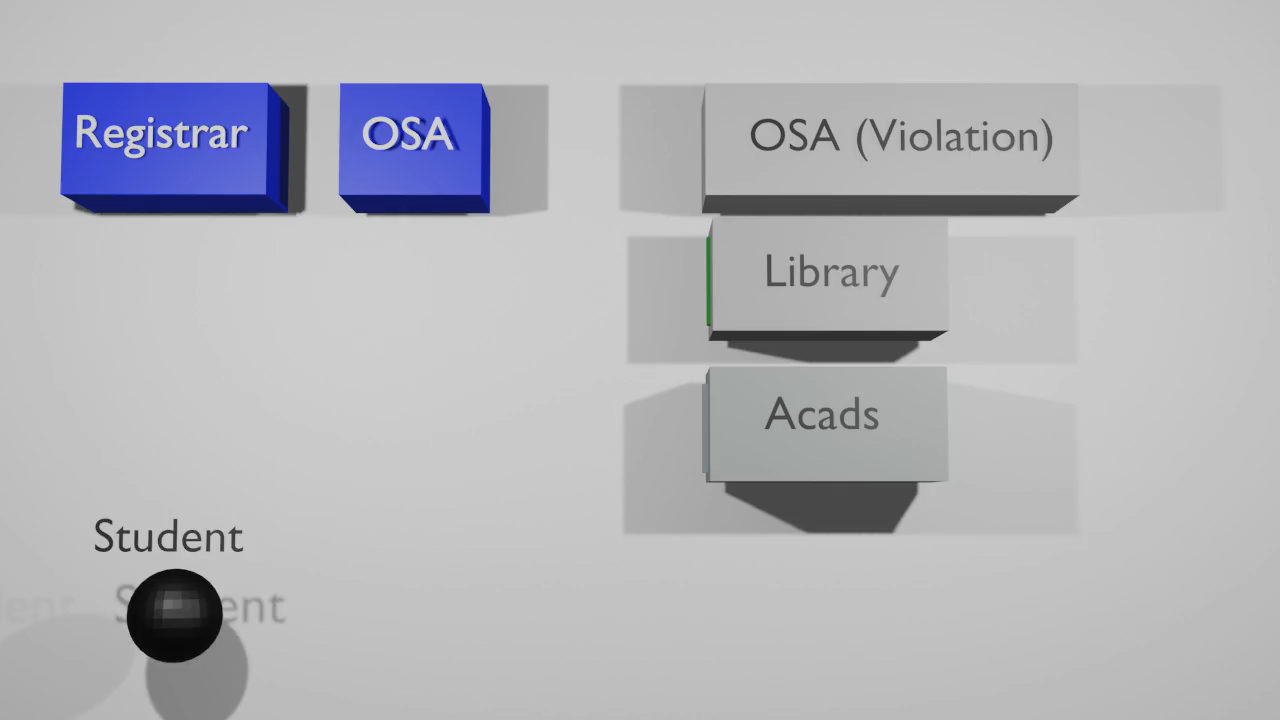 Registrar
OSA
OSA (Violation)
Library
Acads
Student